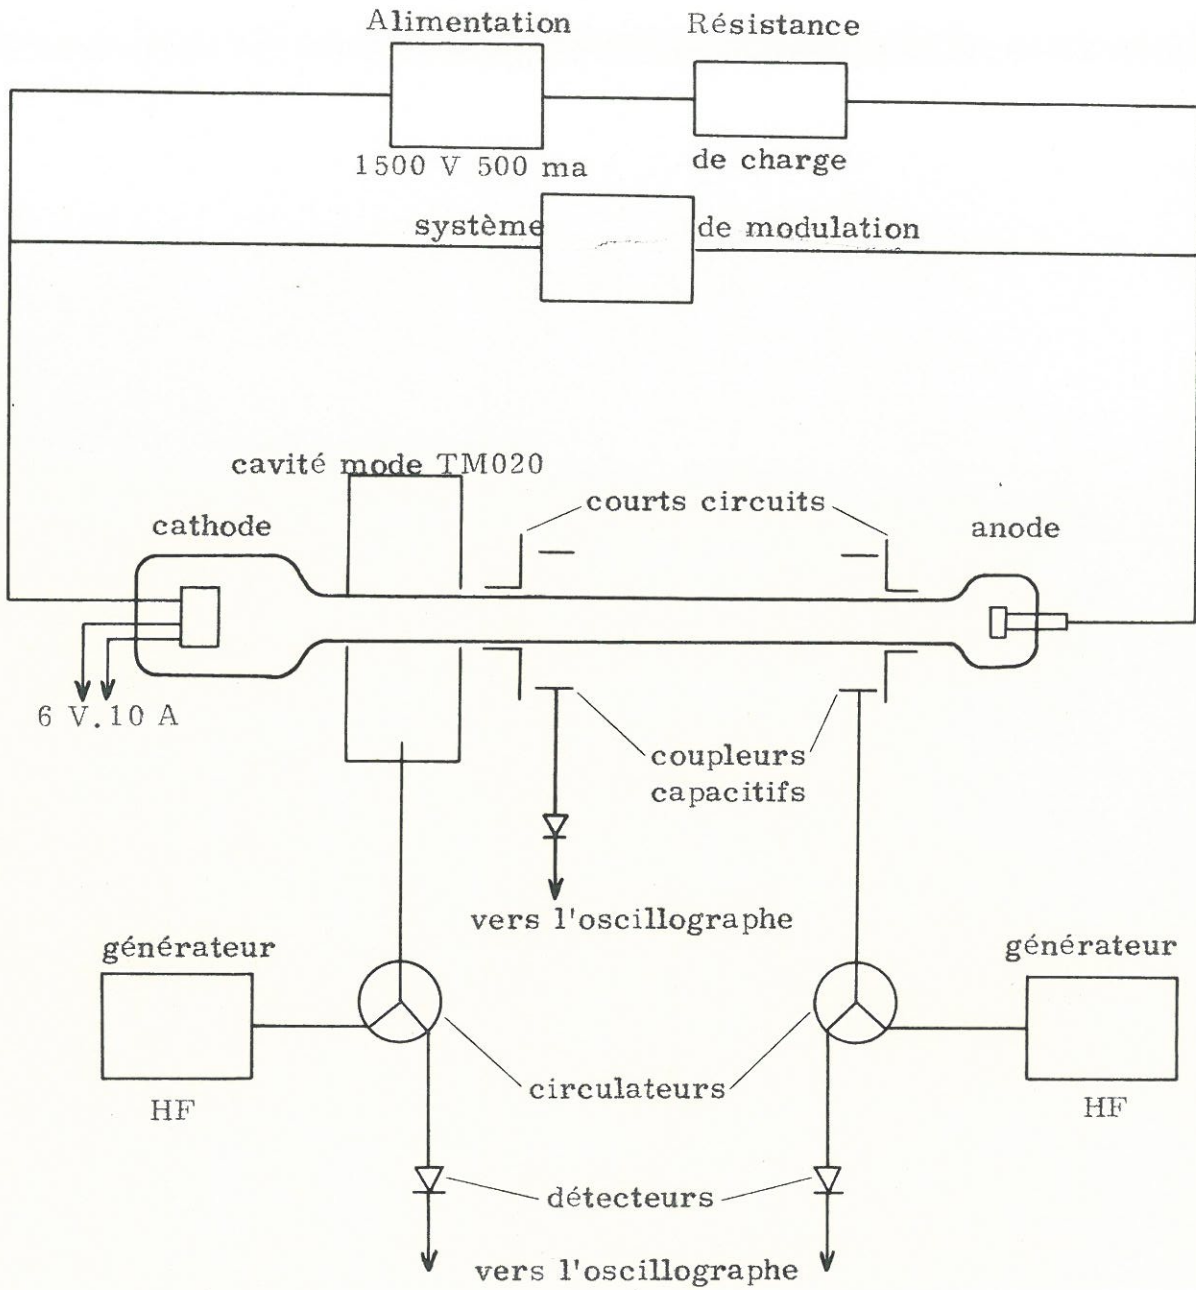 Alimentation
Résistance
1500 V 500 ma
de charge
système
de modulation
cavité mode TM020
courts circuits
cathode
anode
6 V.10 A
coupleurs
capacitifs
vers l'oscillographe
générateur
générateur
circulateurs
HF
HF
détecteurs
vers l'oscillographe